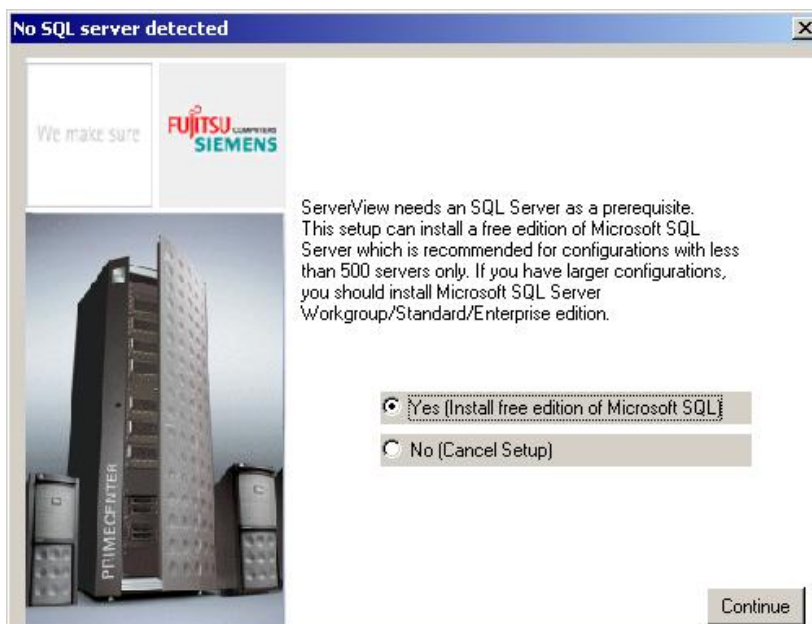 No SQL server detected
We make sure
FUJITSU COMPUTERS
SIEMENS
ServerView needs an SQL Server as a prerequisite.
This setup can install a free edition of Microsoft SQL
Server which is recommended for configurations with less
than 500 servers only. If you have larger configurations,
you should install Microsoft SQL Server
Workgroup/Standard/Enterprise edition.
Yes (Install free edition of Microsoft SQL)
No (Cancel Setup)
PRIMECENTER
Continue